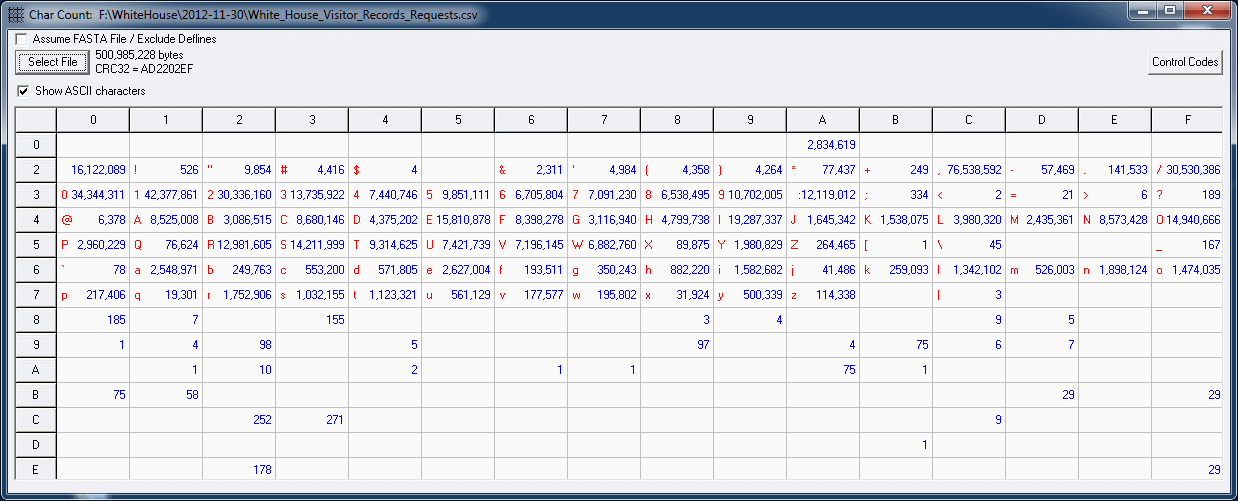 Char Count: F:\WhiteHouse\2012-11-30\White_House_Visitor_Records_Requests.csv
Assume FASTA File / Exclude Deflines
Select File 500,985,228 bytes Control Codes
CRC32 = AD2202EF
Show ASCII characters
0 1 2 3 4 5 6 7 8 9 A B C D E F
0 2,834,619
2 16,122,089 ! 526 " 9,854 # 4,416 $ 4 & 2,311 ' 4,984 ( 4,358 ) 4,264 * 77,437 + 249 , 76,538,592 - 57,469 . 141,533 / 30,530,386
3 0 34,344,311 1 42,377,861 2 30,336,160 3 13,735,922 4 7,440,746 5 9,851,111 6 6,705,804 7 7,091,230 8 6,538,495 9 10,702,005 : 12,119,012 ; 334 < 2 = 21 > 6 ? 189
4 @ 6,378 A 8,525,008 B 3,086,515 C 8,680,146 D 4,375,202 E 15,810,878 F 8,398,278 G 3,116,940 H 4,799,738 I 19,287,337 J 1,645,342 K 1,538,075 L 3,980,320 M 2,435,361 N 8,573,428 O 14,940,666
5 P 2,960,229 Q 76,624 R 12,981,605 S 14,211,999 T 9,314,625 U 7,421,739 V 7,196,145 W 6,882,760 X 89,875 Y 1,980,829 Z 264,465 [ 1 \ 45 _ 167
6 ` 78 a 2,548,971 b 249,763 c 553,200 d 571,805 e 2,627,004 f 193,511 g 350,243 h 882,220 i 1,582,682 j 41,486 k 259,093 l 1,342,102 m 526,003 n 1,898,124 o 1,474,035
7 p 217,406 q 19,301 r 1,752,906 s 1,032,155 t 1,123,321 u 561,129 v 177,577 w 195,802 x 31,924 y 500,339 z 114,338 | 3
8 185 7 155 3 4 9 5
9 1 4 98 5 97 4 75 6 7
A 1 10 2 1 1 75 1
B 75 58 29 29
C 252 271 9
D 1
E 178 29